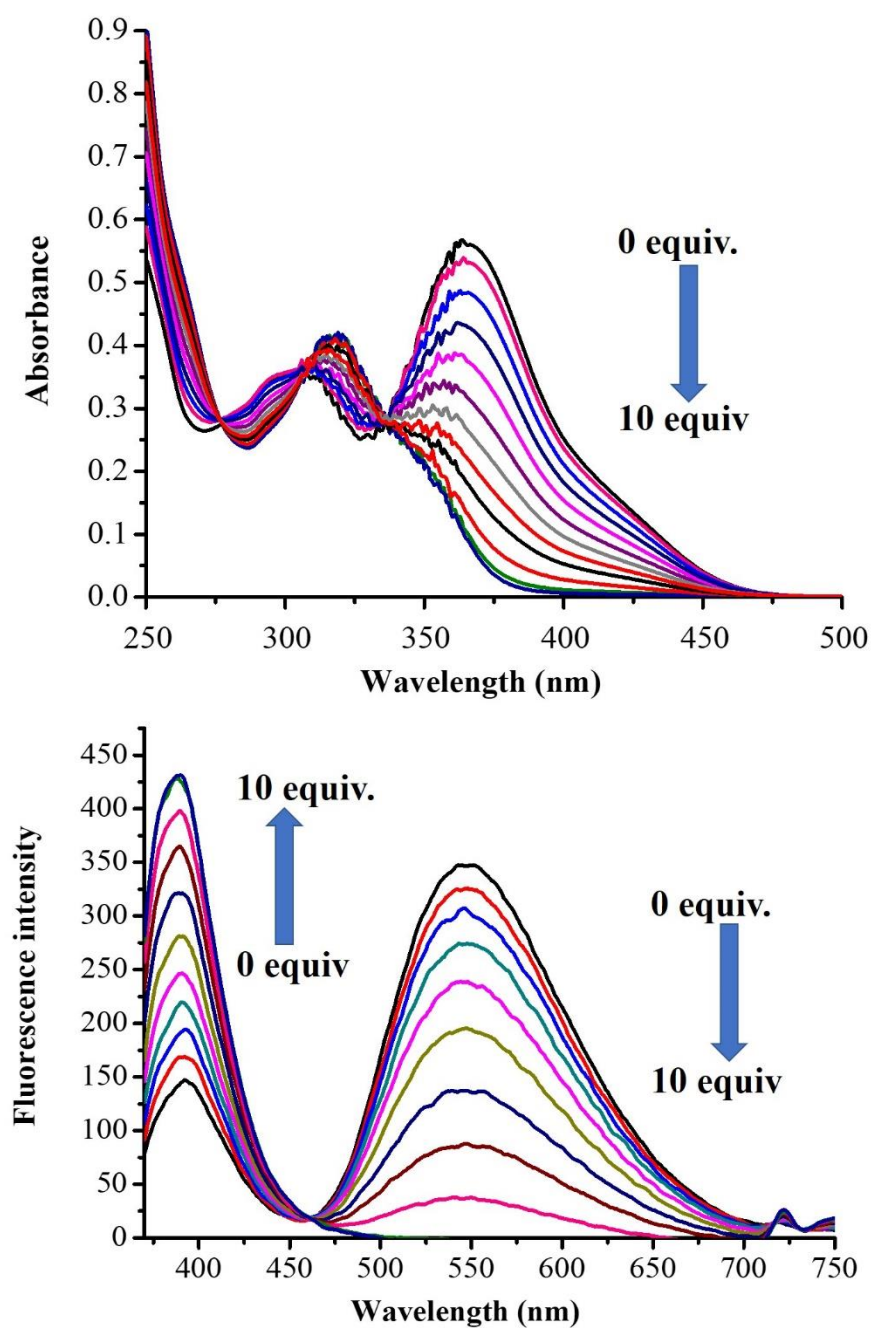 0.9
0.8
0.7
0.6
0.5
0.4
0.3
0.2
0.1
0.0
Absorbance
0 equiv.
10 equiv
250 300 350 400 450 500
Wavelength (nm)
450
400
350
300
250
200
150
100
50
0
Fluorescence intensity
10 equiv.
0 equiv
0 equiv.
10 equiv
400 450 500 550 600 650 700 750
Wavelength (nm)